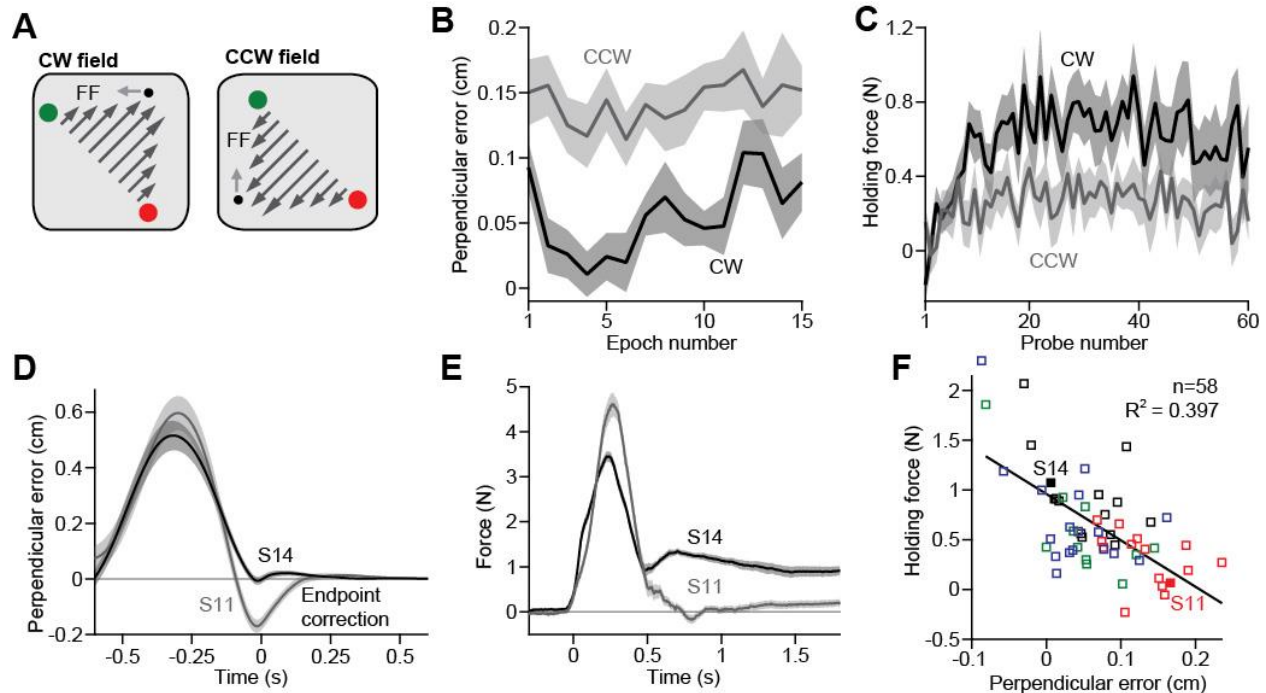 A
CW field
CCW field
FF
FF
B
Perpendicular error (cm)
0.2
0.15
0.1
0.05
0
CCW
CW
1
5
10
15
Epoch number
C
Holding force (N)
1.2
0.8
0.4
0
CW
CCW
1
20
40
60
Probe number
D
Perpendicular error (cm)
0.6
0.4
0.2
0
-0.2
S14
S11
Endpoint
correction
-0.5
-0.25
0
0.25
0.5
Time (s)
E
Force (N)
5
4
3
2
1
0
S14
S11
0
0.5
1
1.5
Time (s)
F
Holding force (N)
2
1.5
1
0.5
0
-0.5
n=58
R² = 0.397
S14
S11
-0.1
0
0.1
0.2
Perpendicular error (cm)